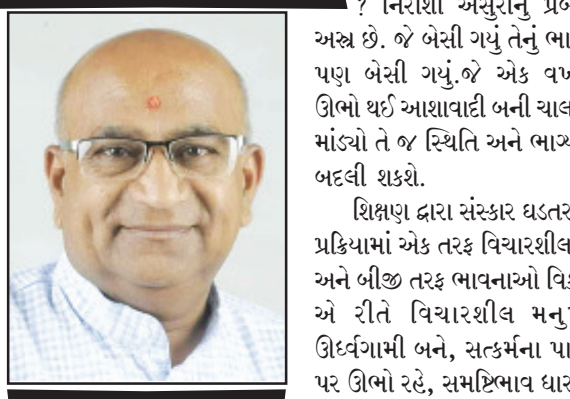 ? નિરાશા અસુરોનું પ્રબ
અસ્ત્ર છે. જે બેસી ગયું તેનું ભા
પણ બેસી ગયું.જે એક વખ
ઊભો થઈ આશાવાદી બની ચાલ
માંડ્યો તે જ સ્થિતિ અને ભાગ્ય
બદલી શકશે.
શિક્ષણ દ્વારા સંસ્કાર ઘડતર
પ્રક્રિયામાં એક તરફ વિચારશીલ
અને બીજી તરફ ભાવનાઓ વિક
એ રીતે વિચારશીલ મનુ
ઊર્ધ્વગામી બને, સત્કર્મના પા
પર ઊભો રહે, સમષ્ટિભાવ ધાર